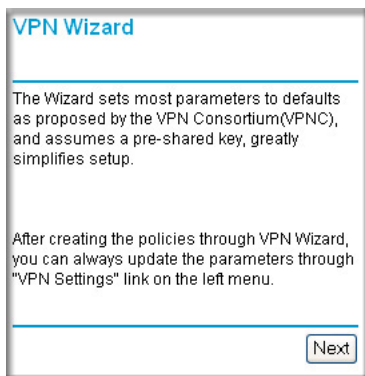 VPN Wizard
The Wizard sets most parameters to defaults
as proposed by the VPN Consortium(VPNC),
and assumes a pre-shared key, greatly
simplifies setup.
After creating the policies through VPN Wizard,
you can always update the parameters through
"VPN Settings" link on the left menu.
Next